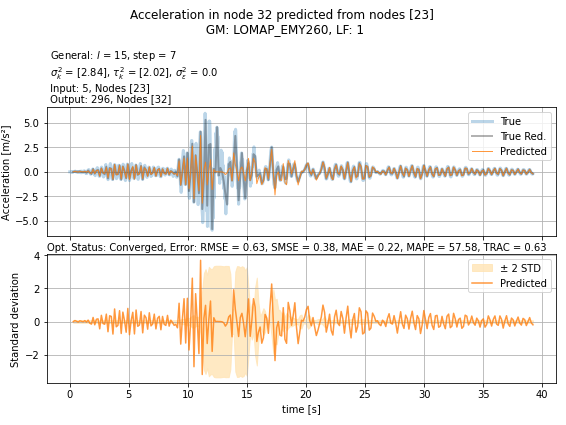 Acceleration in node 32 predicted from nodes [23]
GM: LOMAP_EMY260, LF: 1
General: l = 15, step = 7
σ²ₖ = [2.84], τ²ₖ = [2.02], σ²ε = 0.0
Input: 5, Nodes [23]
Output: 296, Nodes [32]
Acceleration [m/s²]
5.0
2.5
0.0
−2.5
−5.0
True
True Red.
Predicted
Opt. Status: Converged, Error: RMSE = 0.63, SMSE = 0.38, MAE = 0.22, MAPE = 57.58, TRAC = 0.63
Standard deviation
4
2
0
−2
± 2 STD
Predicted
0 5 10 15 20 25 30 35 40
time [s]